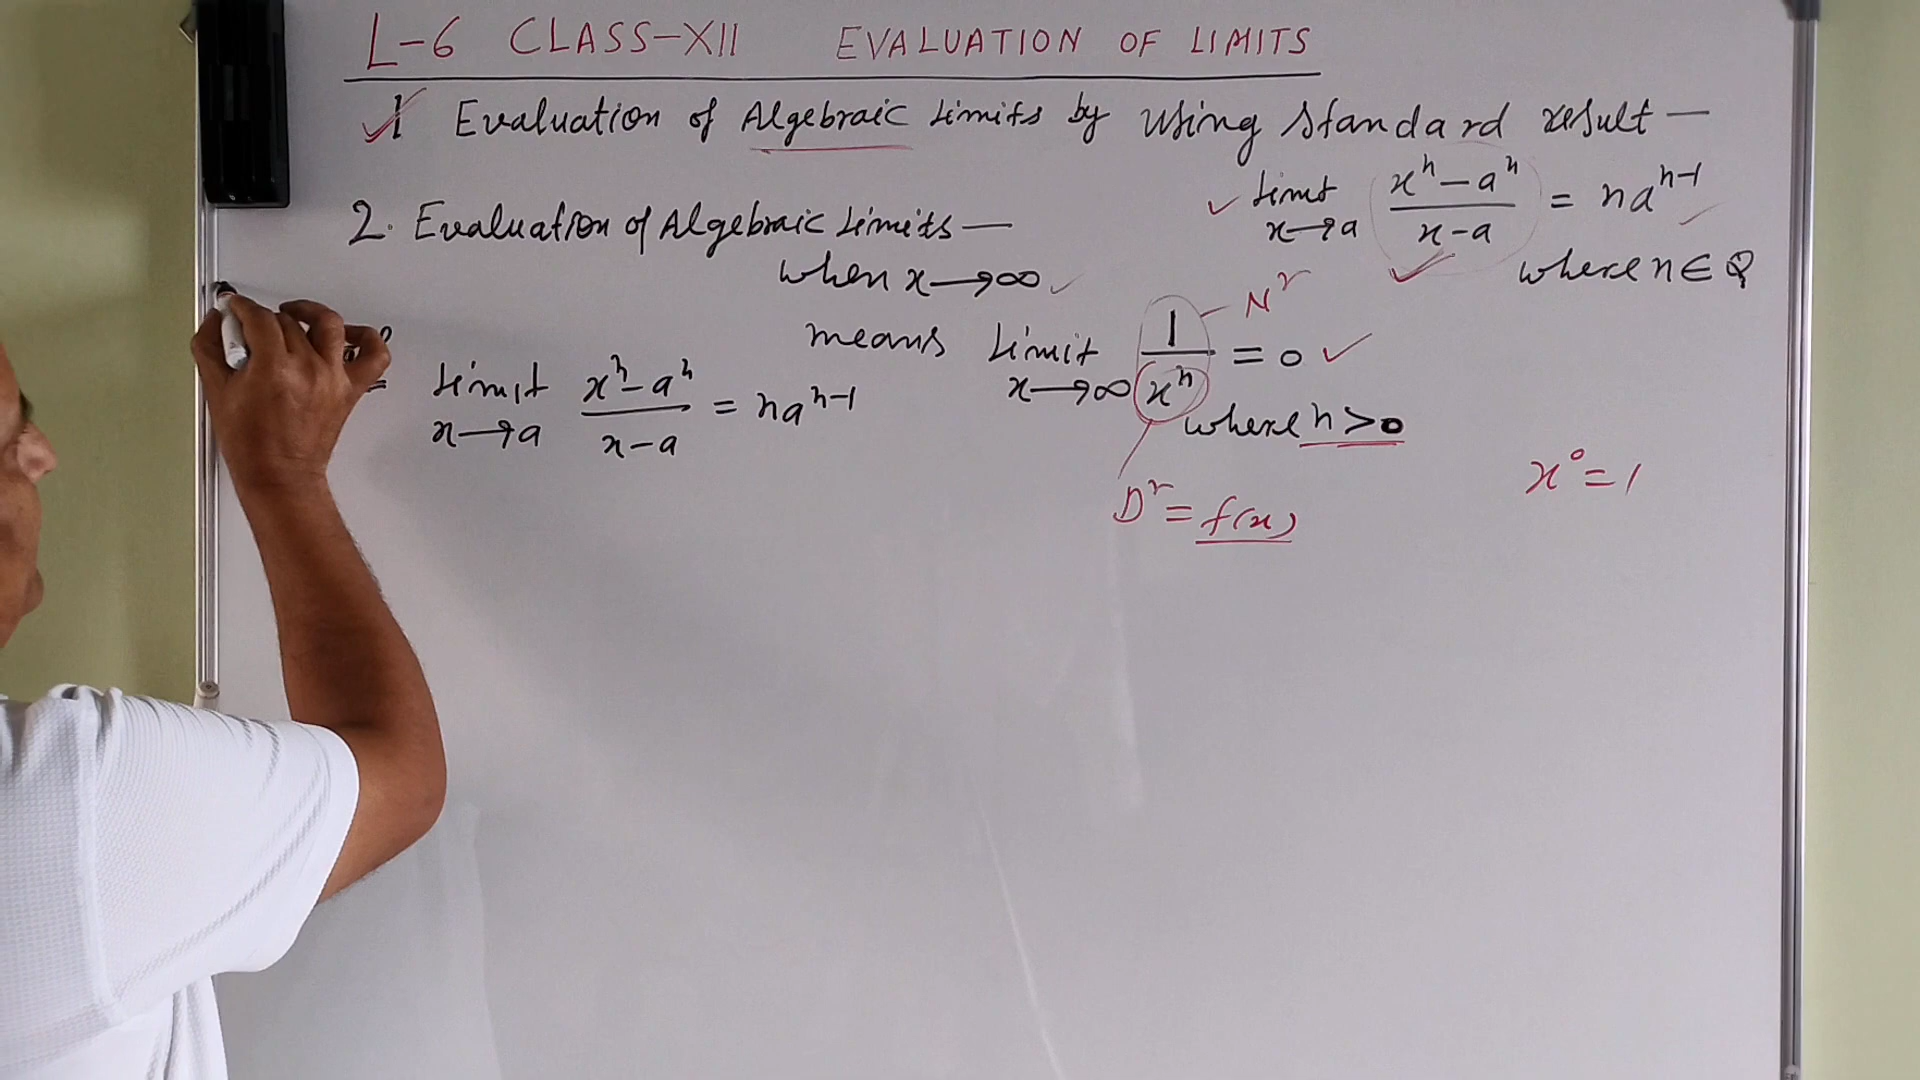 L-6 CLASS-XII EVALUATION OF LIMITS
1 Evaluation of Algebraic Limits by Using Standard result —
Limit x→a (xⁿ-aⁿ)/(x-a) = naⁿ⁻¹
where n ∈ Q
2. Evaluation of Algebraic Limits —
when x→∞
means Limit x→∞ 1/xⁿ = 0
where n>0
Nʳ
Dʳ = f(x)
x⁰ = 1
Limit x→a (xⁿ-aⁿ)/(x-a) = naⁿ⁻¹